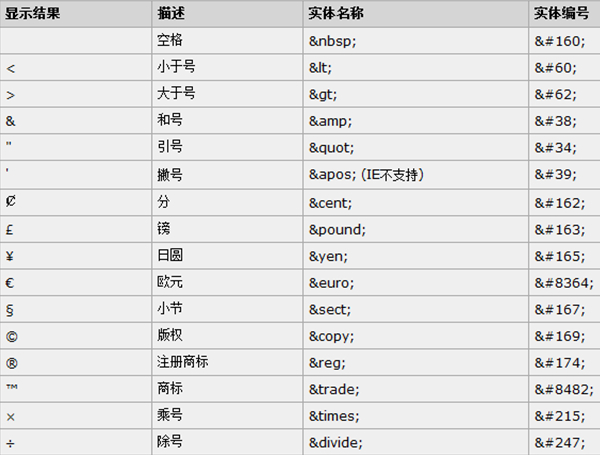 显示结果 描述 实体名称 实体编号
空格 &nbsp; &#160;
< 小于号 &lt; &#60;
> 大于号 &gt; &#62;
& 和号 &amp; &#38;
" 引号 &quot; &#34;
' 撇号 &apos; (IE不支持) &#39;
₡ 分 &cent; &#162;
£ 镑 &pound; &#163;
¥ 日圆 &yen; &#165;
€ 欧元 &euro; &#8364;
§ 小节 &sect; &#167;
© 版权 &copy; &#169;
® 注册商标 &reg; &#174;
™ 商标 &trade; &#8482;
× 乘号 &times; &#215;
÷ 除号 &divide; &#247;